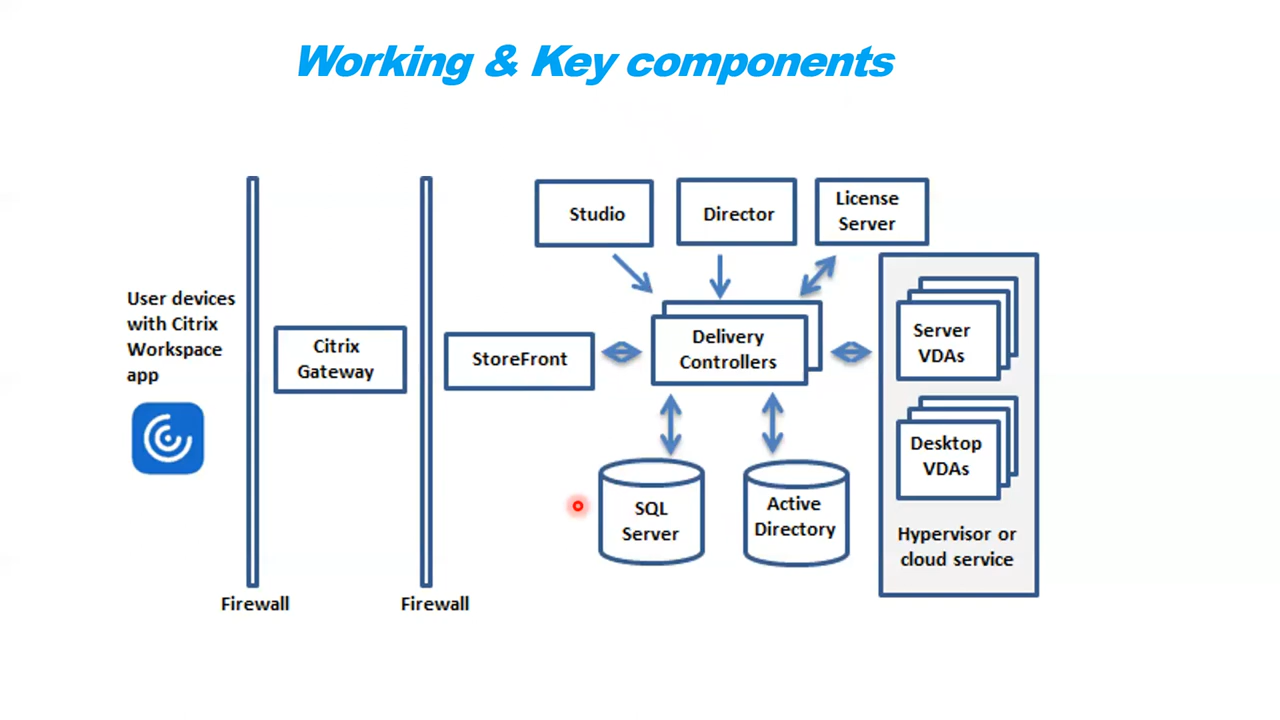 Working & Key components
Studio
Director
License
Server
User devices
with Citrix
Workspace
app
Citrix
Gateway
StoreFront
Delivery
Controllers
Server
VDAs
Desktop
VDAs
SQL
Server
Active
Directory
Hypervisor or
cloud service
Firewall
Firewall